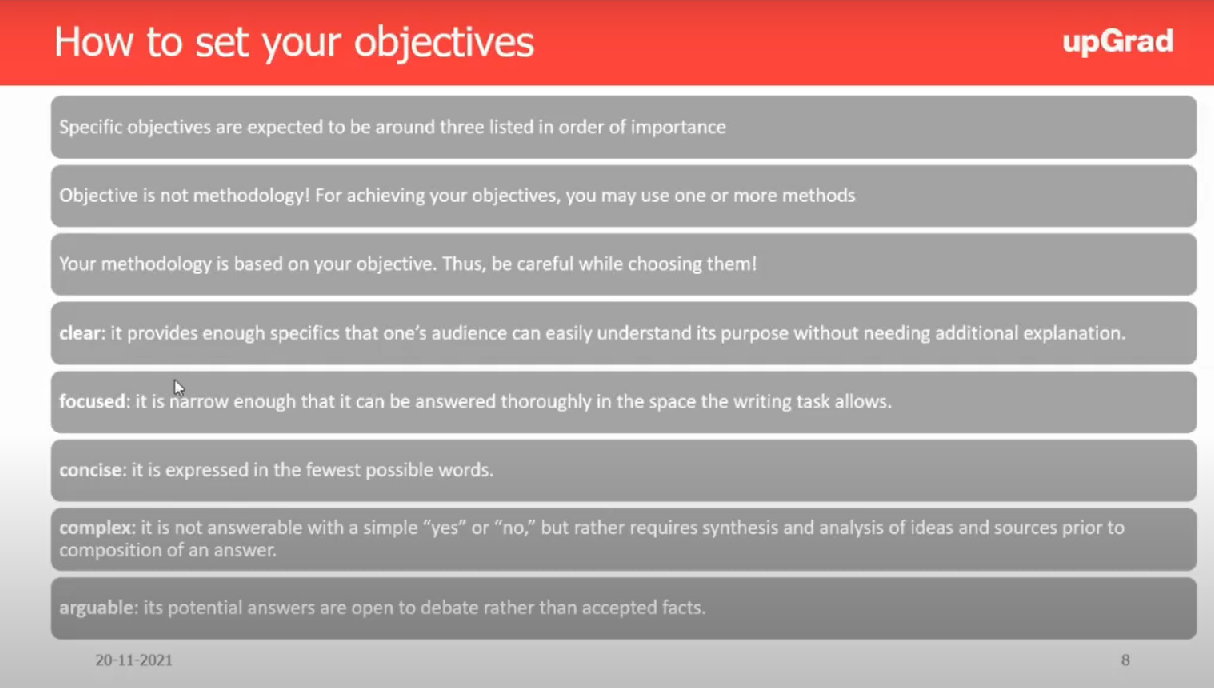 How to set your objectives
upGrad
Specific objectives are expected to be around three listed in order of importance
Objective is not methodology! For achieving your objectives, you may use one or more methods
Your methodology is based on your objective. Thus, be careful while choosing them!
clear: it provides enough specifics that one's audience can easily understand its purpose without needing additional explanation.
focused: it is narrow enough that it can be answered thoroughly in the space the writing task allows.
concise: it is expressed in the fewest possible words.
complex: it is not answerable with a simple “yes” or “no,” but rather requires synthesis and analysis of ideas and sources prior to
composition of an answer.
arguable: its potential answers are open to debate rather than accepted facts.
20-11-2021
8